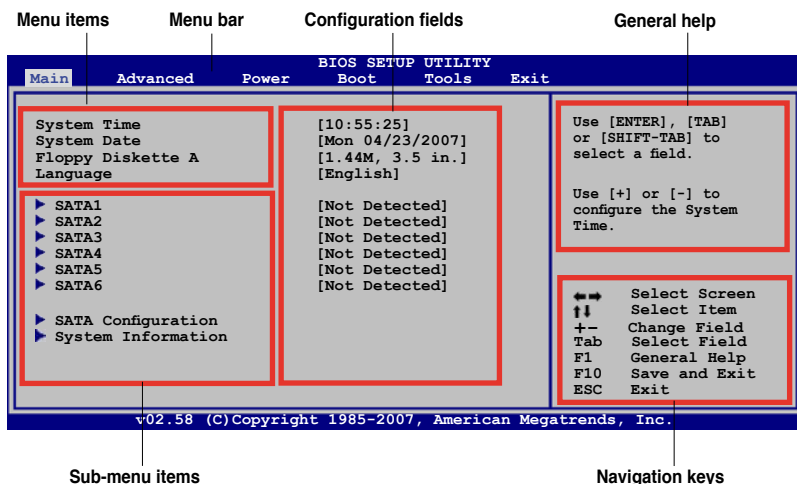 Menu items Menu bar Configuration fields General help
BIOS SETUP UTILITY
Main Advanced Power Boot Tools Exit
System Time [10:55:25]
System Date [Mon 04/23/2007]
Floppy Diskette A [1.44M, 3.5 in.]
Language [English]
SATA1 [Not Detected]
SATA2 [Not Detected]
SATA3 [Not Detected]
SATA4 [Not Detected]
SATA5 [Not Detected]
SATA6 [Not Detected]
SATA Configuration
System Information
Use [ENTER], [TAB]
or [SHIFT-TAB] to
select a field.
Use [+] or [-] to
configure the System
Time.
Select Screen
Select Item
+- Change Field
Tab Select Field
F1 General Help
F10 Save and Exit
ESC Exit
v02.58 (C)Copyright 1985-2007, American Megatrends, Inc.
Sub-menu items Navigation keys